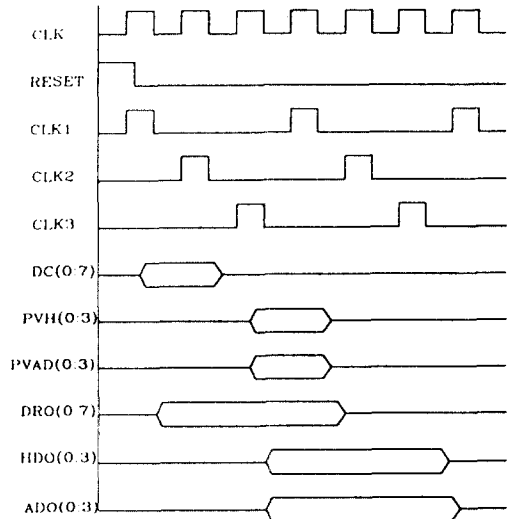 CLK
RESET
CLK1
CLK2
CLK3
DC(0:7)
PVH(0:3)
PVAD(0:3)
DRO(0:7)
HDO(0:3)
ADO(0:3)